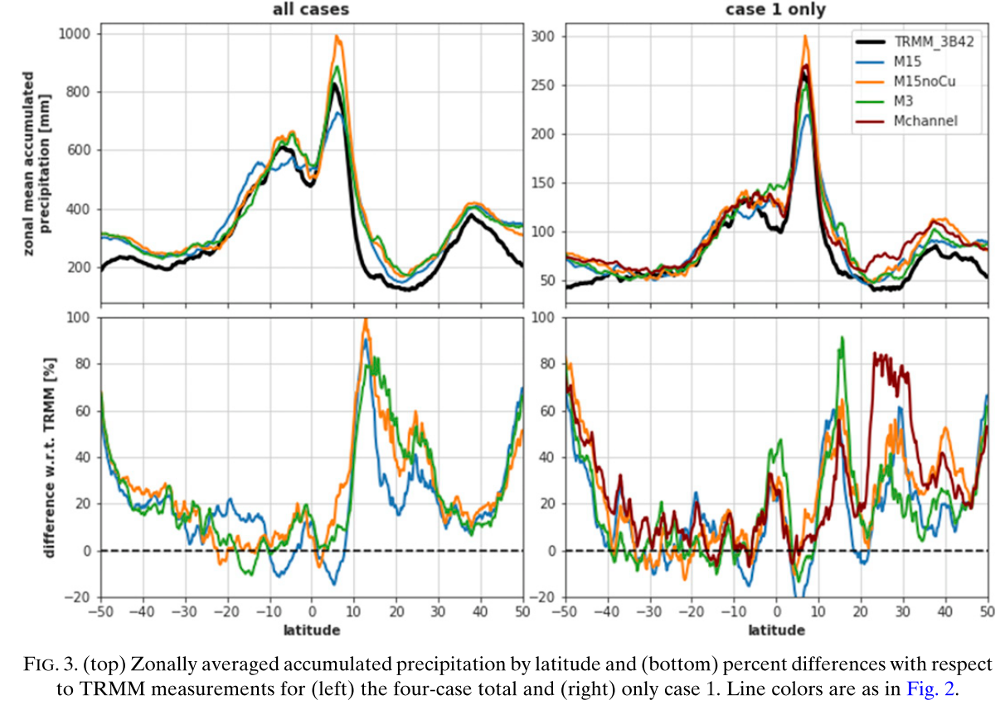 all cases
case 1 only
zonal mean accumulated
precipitation [mm]
1000
800
600
400
200
300
250
200
150
100
50
TRMM_3B42
M15
M15noCu
M3
Mchannel
difference w.r.t. TRMM [%]
100
80
60
40
20
0
−20
100
80
60
40
20
0
−20
−50 −40 −30 −20 −10 0 10 20 30 40 50
−50 −40 −30 −20 −10 0 10 20 30 40 50
latitude
latitude
FIG. 3. (top) Zonally averaged accumulated precipitation by latitude and (bottom) percent differences with respect
to TRMM measurements for (left) the four-case total and (right) only case 1. Line colors are as in Fig. 2.